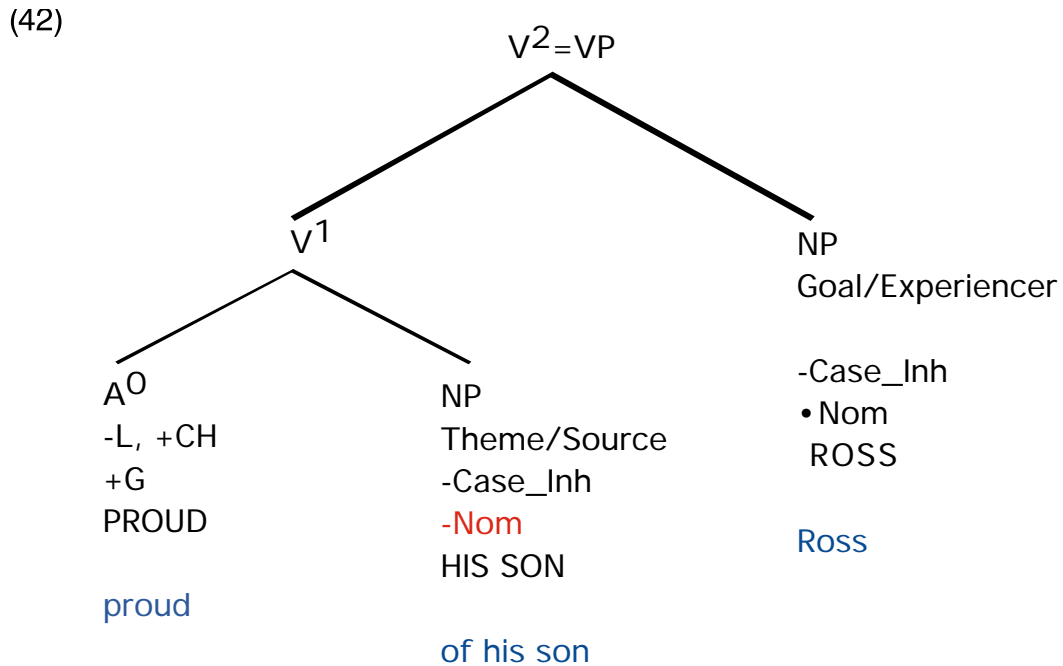 (42)
V²=VP
V¹
NP
Goal/Experiencer
-Case_Inh
•Nom
ROSS
Ross
A⁰
-L, +CH
+G
PROUD
proud
NP
Theme/Source
-Case_Inh
-Nom
HIS SON
of his son